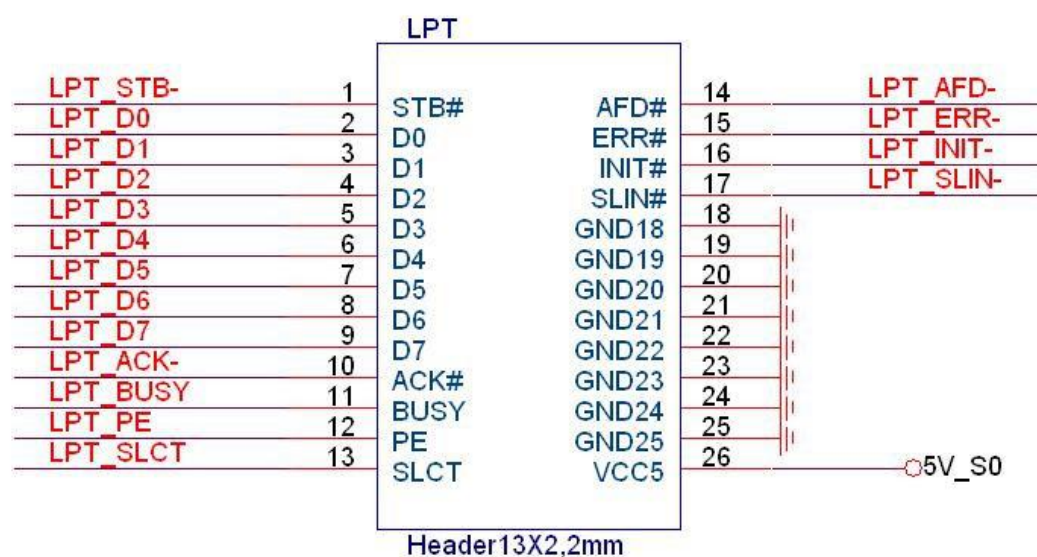 LPT
LPT_STB- 1 STB# AFD# 14 LPT_AFD-
LPT_D0 2 D0 ERR# 15 LPT_ERR-
LPT_D1 3 D1 INIT# 16 LPT_INIT-
LPT_D2 4 D2 SLIN# 17 LPT_SLIN-
LPT_D3 5 D3 GND18 18
LPT_D4 6 D4 GND19 19
LPT_D5 7 D5 GND20 20
LPT_D6 8 D6 GND21 21
LPT_D7 9 D7 GND22 22
LPT_ACK- 10 ACK# GND23 23
LPT_BUSY 11 BUSY GND24 24
LPT_PE 12 PE GND25 25
LPT_SLCT 13 SLCT VCC5 26 5V_S0
Header13X2,2mm